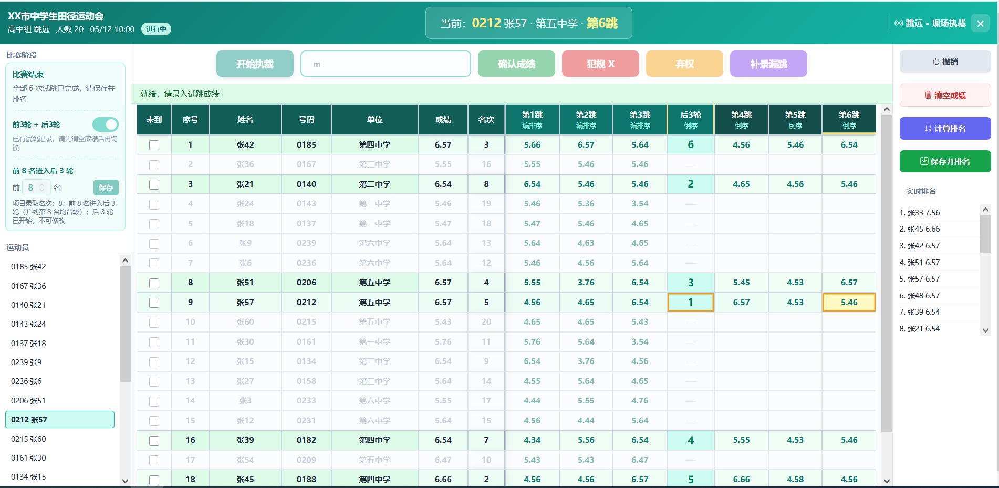 XX市中学生田径运动会
高中组 跳远 人数 20 05/12 10:00 进行中
当前：0212 张57 · 第五中学 · 第6跳
跳远 • 现场执裁
比赛阶段
比赛结束
全部 6 次试跳已完成，请保存并
排名
前3轮 + 后3轮
已有试跳记录，请先清空成绩后再切
换
前 8 名进入后 3 轮
前 8 名 保存
项目录取名次：8；前 8 名进入后 3
轮（并列第 8 名均晋级）；后 3 轮
已开始，不可修改
运动员
0185 张42
0167 张36
0140 张21
0143 张24
0137 张18
0239 张9
0236 张6
0206 张51
0212 张57
0215 张60
0161 张30
0134 张15
开始执裁 m 确认成绩 犯规 X 弃权 补录漏跳
就绪，请录入试跳成绩
未到 序号 姓名 号码 单位 成绩 名次 第1跳 第2跳 第3跳 后3轮 第4跳 第5跳 第6跳
编排序 编排序 编排序 倒序 倒序 倒序 倒序
1 张42 0185 第四中学 6.57 3 5.66 6.57 5.64 6 4.56 5.46 6.54
2 张36 0167 第三中学 5.55 16 5.55 5.46 5.46 —
3 张21 0140 第二中学 6.54 8 6.54 5.46 5.46 2 4.65 4.56 5.46
4 张24 0143 第二中学 5.46 19 5.46 5.36 3.54 —
5 张18 0137 第二中学 5.47 18 5.47 5.46 4.65 —
6 张9 0239 第六中学 5.64 13 5.64 4.63 4.65 —
7 张6 0236 第六中学 5.64 12 5.46 4.56 5.64 —
8 张51 0206 第五中学 6.57 4 5.55 3.76 6.54 3 5.45 4.53 6.57
9 张57 0212 第五中学 6.57 5 4.56 4.65 6.54 1 6.57 4.53 5.46
10 张60 0215 第五中学 5.43 20 4.65 4.65 5.43 —
11 张30 0161 第三中学 5.76 11 5.76 5.64 3.54 —
12 张15 0134 第二中学 6.54 9 6.54 3.76 4.56 —
13 张27 0158 第三中学 5.64 14 4.55 5.64 4.65 —
14 张3 0233 第六中学 5.55 17 4.44 5.55 4.76 —
15 张12 0231 第六中学 5.64 15 4.56 4.44 5.64 —
16 张39 0182 第四中学 6.54 7 4.34 5.56 6.54 4 5.55 4.53 5.46
17 张54 0209 第五中学 6.47 10 5.43 5.43 6.47 —
18 张45 0188 第四中学 6.66 2 4.56 4.56 6.57 5 6.66 4.58 4.56
撤销
清空成绩
计算排名
保存并排名
实时排名
1. 张33 7.56
2. 张45 6.66
3. 张42 6.57
4. 张51 6.57
5. 张57 6.57
6. 张48 6.57
7. 张39 6.54
8. 张21 6.54